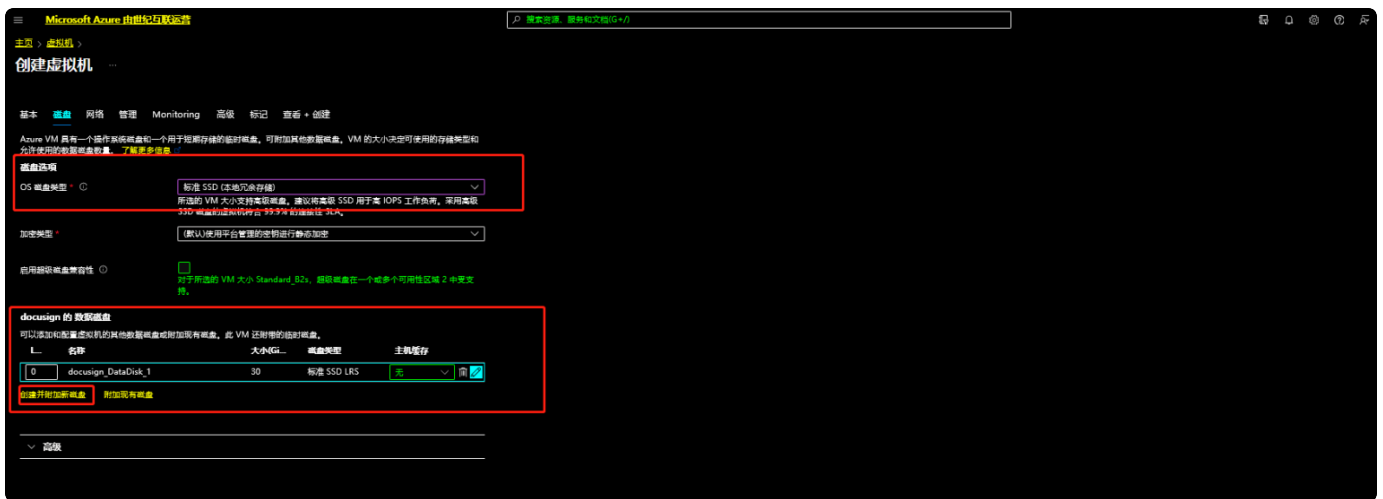 Microsoft Azure 由世纪互联运营
搜索资源、服务和文档(G+/)
主页 > 虚拟机 >
创建虚拟机 ...
基本 磁盘 网络 管理 Monitoring 高级 标记 查看 + 创建
Azure VM 具有一个操作系统磁盘和一个用于短期存储的临时磁盘。可附加其他数据磁盘。VM 的大小决定可使用的存储类型和
允许使用的数据磁盘数量。 了解更多信息
磁盘选项
OS 磁盘类型 * 标准 SSD (本地冗余存储)
所选的 VM 大小支持高级磁盘。建议将高级 SSD 用于高 IOPS 工作负荷。采用高级
SSD 磁盘的虚拟机符合 99.9% 的连接性 SLA。
加密类型 * (默认)使用平台管理的密钥进行静态加密
启用超级磁盘兼容性
对于所选的 VM 大小 Standard_B2s，超级磁盘在一个或多个可用性区域 2 中受支
持。
docusign 的 数据磁盘
可以添加和配置虚拟机的其他数据磁盘或附加现有磁盘。此 VM 还附带的临时磁盘。
L... 名称 大小(Gi... 磁盘类型 主机缓存
0 docusign_DataDisk_1 30 标准 SSD LRS 无
创建并附加新磁盘 附加现有磁盘
高级